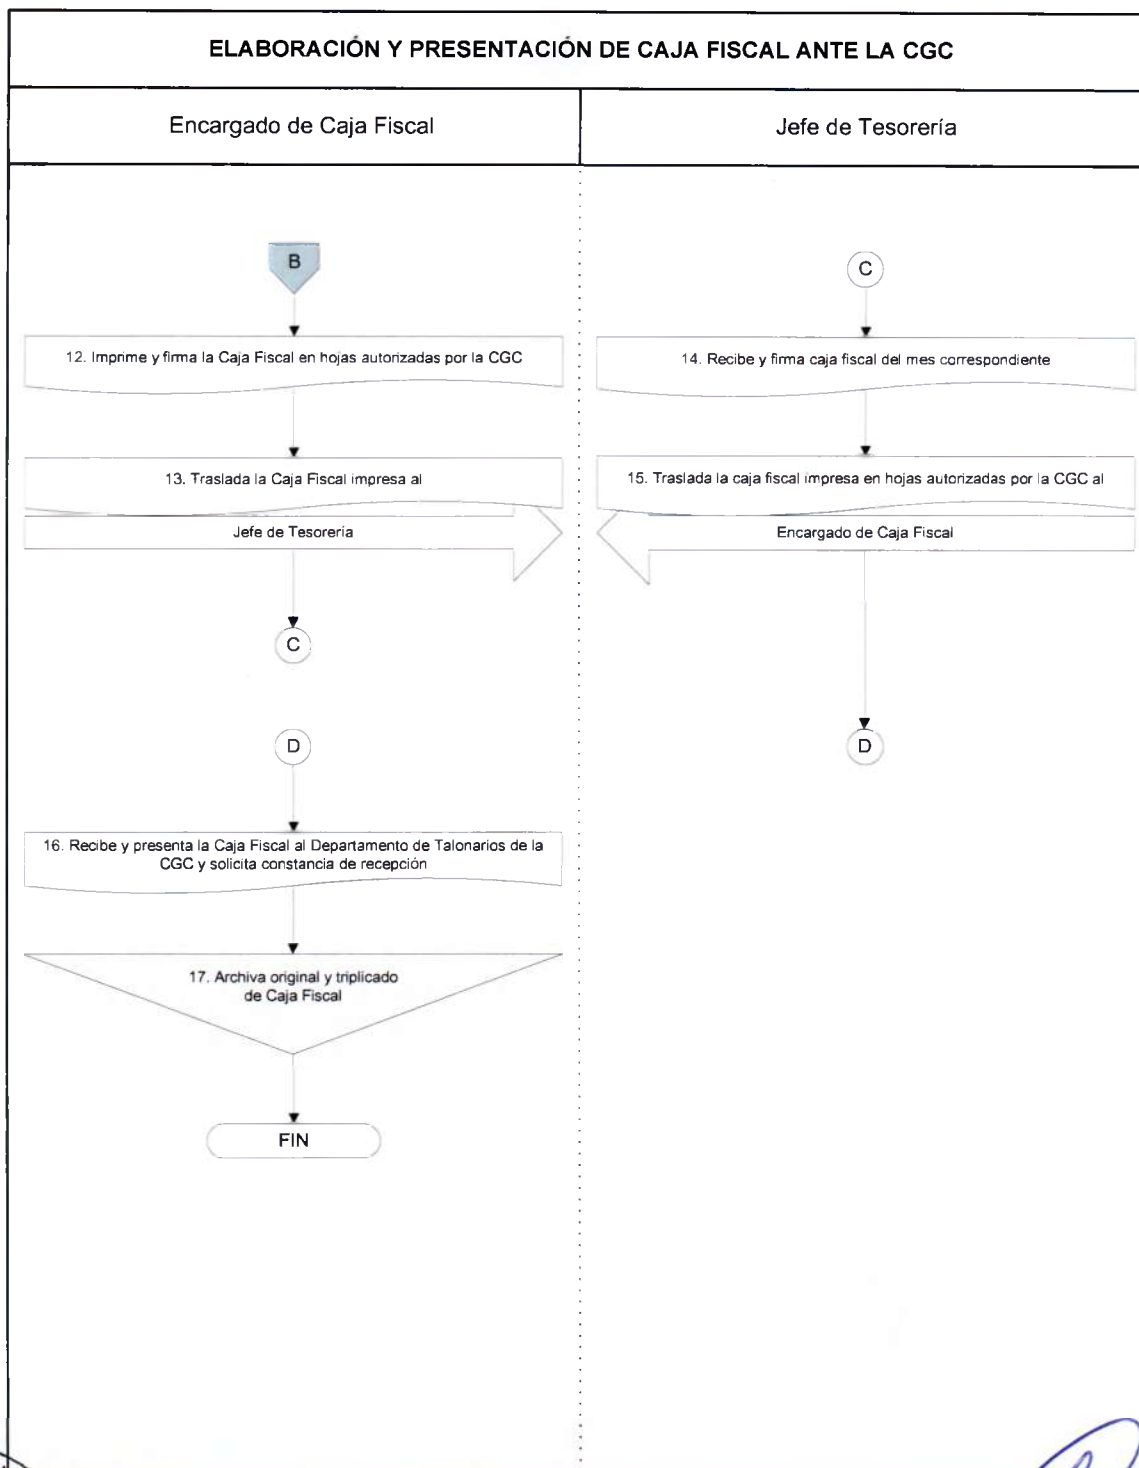 ELABORACIÓN Y PRESENTACIÓN DE CAJA FISCAL ANTE LA CGC
Encargado de Caja Fiscal
Jefe de Tesorería
B
12. Imprime y firma la Caja Fiscal en hojas autorizadas por la CGC
13. Traslada la Caja Fiscal impresa al
Jefe de Tesorería
C
D
16. Recibe y presenta la Caja Fiscal al Departamento de Talonarios de la
CGC y solicita constancia de recepción
17. Archiva original y triplicado
de Caja Fiscal
FIN
C
14. Recibe y firma caja fiscal del mes correspondiente
15. Traslada la caja fiscal impresa en hojas autorizadas por la CGC al
Encargado de Caja Fiscal
D